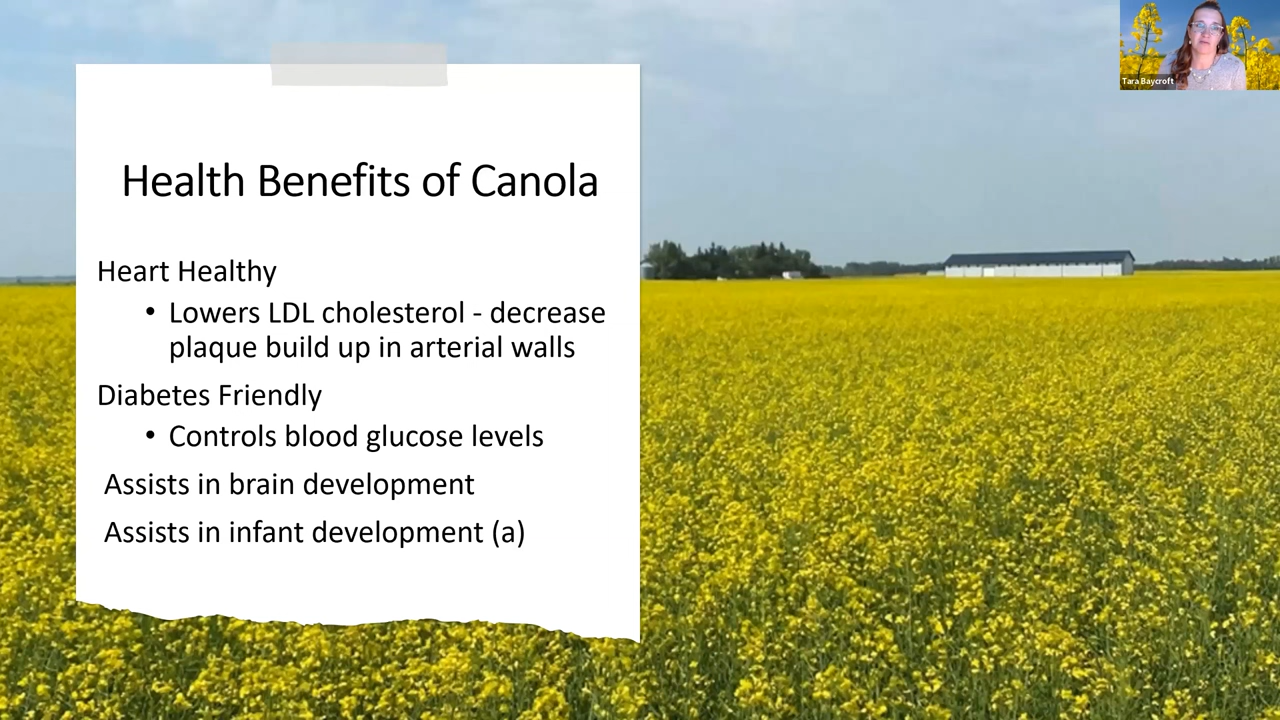 Tara Baycroft
Health Benefits of Canola
Heart Healthy
• Lowers LDL cholesterol - decrease
plaque build up in arterial walls
Diabetes Friendly
• Controls blood glucose levels
Assists in brain development
Assists in infant development (a)